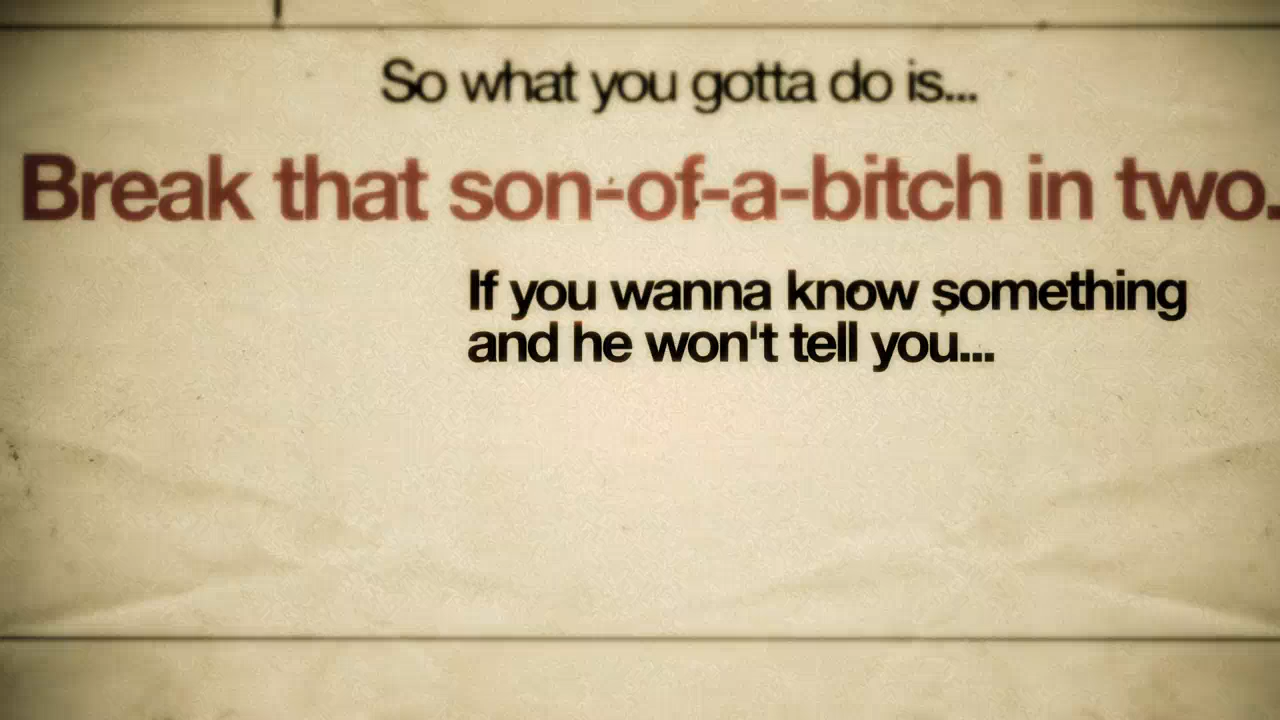 So what you gotta do is...
Break that son-of-a-bitch in two.
If you wanna know something
and he won't tell you...